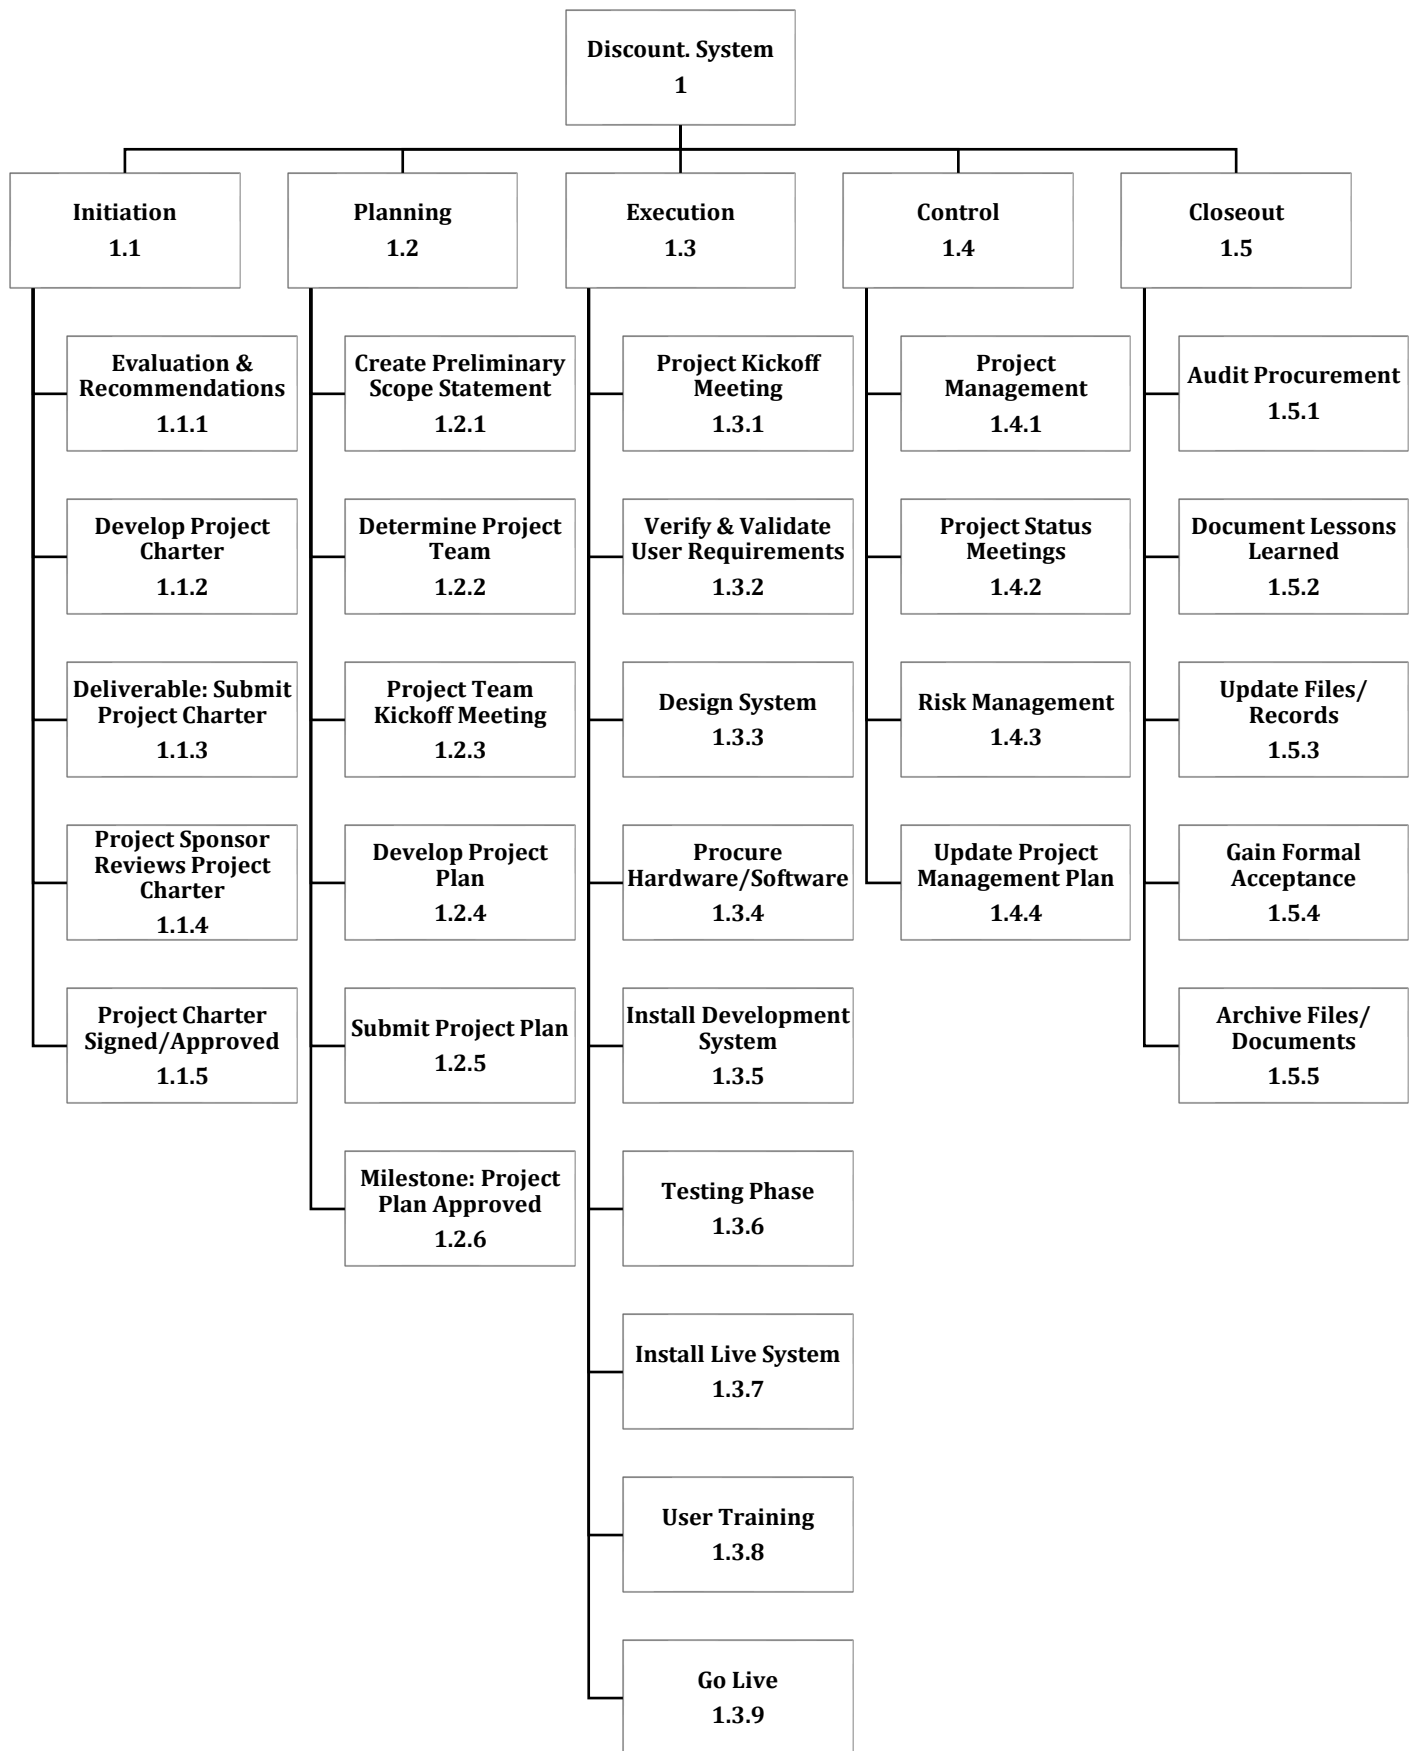 Discount. System
1
Initiation
1.1
Planning
1.2
Execution
1.3
Control
1.4
Closeout
1.5
Evaluation &
Recommendations
1.1.1
Develop Project
Charter
1.1.2
Deliverable: Submit
Project Charter
1.1.3
Project Sponsor
Reviews Project
Charter
1.1.4
Project Charter
Signed/Approved
1.1.5
Create Preliminary
Scope Statement
1.2.1
Determine Project
Team
1.2.2
Project Team
Kickoff Meeting
1.2.3
Develop Project
Plan
1.2.4
Submit Project Plan
1.2.5
Milestone: Project
Plan Approved
1.2.6
Project Kickoff
Meeting
1.3.1
Verify & Validate
User Requirements
1.3.2
Design System
1.3.3
Procure
Hardware/Software
1.3.4
Install Development
System
1.3.5
Testing Phase
1.3.6
Install Live System
1.3.7
User Training
1.3.8
Go Live
1.3.9
Project
Management
1.4.1
Project Status
Meetings
1.4.2
Risk Management
1.4.3
Update Project
Management Plan
1.4.4
Audit Procurement
1.5.1
Document Lessons
Learned
1.5.2
Update Files/
Records
1.5.3
Gain Formal
Acceptance
1.5.4
Archive Files/
Documents
1.5.5